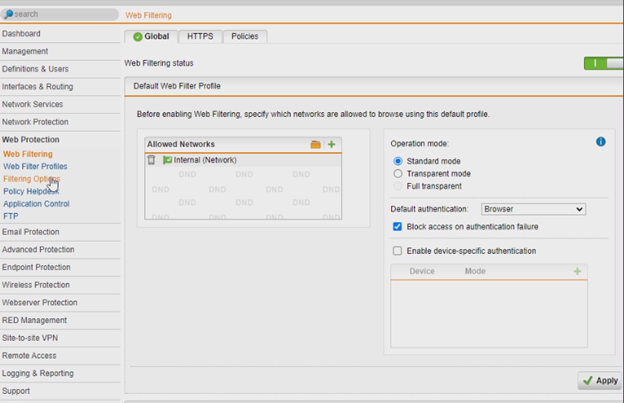 search
Web Filtering
Dashboard
Management
Definitions & Users
Interfaces & Routing
Network Services
Network Protection
Web Protection
Web Filtering
Web Filter Profiles
Filtering Options
Policy Helpdesk
Application Control
FTP
Email Protection
Advanced Protection
Endpoint Protection
Wireless Protection
Webserver Protection
RED Management
Site-to-site VPN
Remote Access
Logging & Reporting
Support
Global HTTPS Policies
Web Filtering status
Default Web Filter Profile
Before enabling Web Filtering, specify which networks are allowed to browse using this default profile.
Allowed Networks
Internal (Network)
DND DND DND
DND DND DND
DND DND DND
DND DND DND
Operation mode:
Standard mode
Transparent mode
Full transparent
Default authentication: Browser
Block access on authentication failure
Enable device-specific authentication
Device Mode
Apply